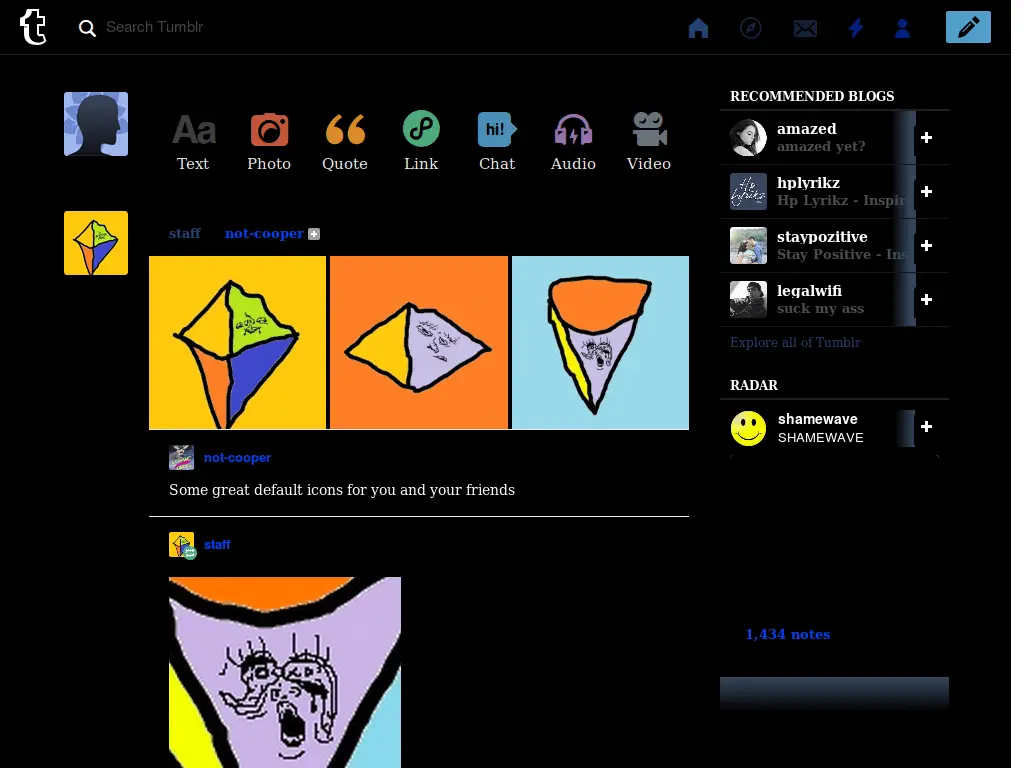 Search Tumblr
Aa
hi!
Text
Photo
Quote
Link
Chat
Audio
Video
staff
not-cooper
not-cooper
Some great default icons for you and your friends
staff
RECOMMENDED BLOGS
amazed
amazed yet?
hplyrikz
Hp Lyrikz - Inspir
staypozitive
Stay Positive - Ins
legalwifi
suck my ass
Explore all of Tumblr
RADAR
shamewave
SHAMEWAVE
1,434 notes